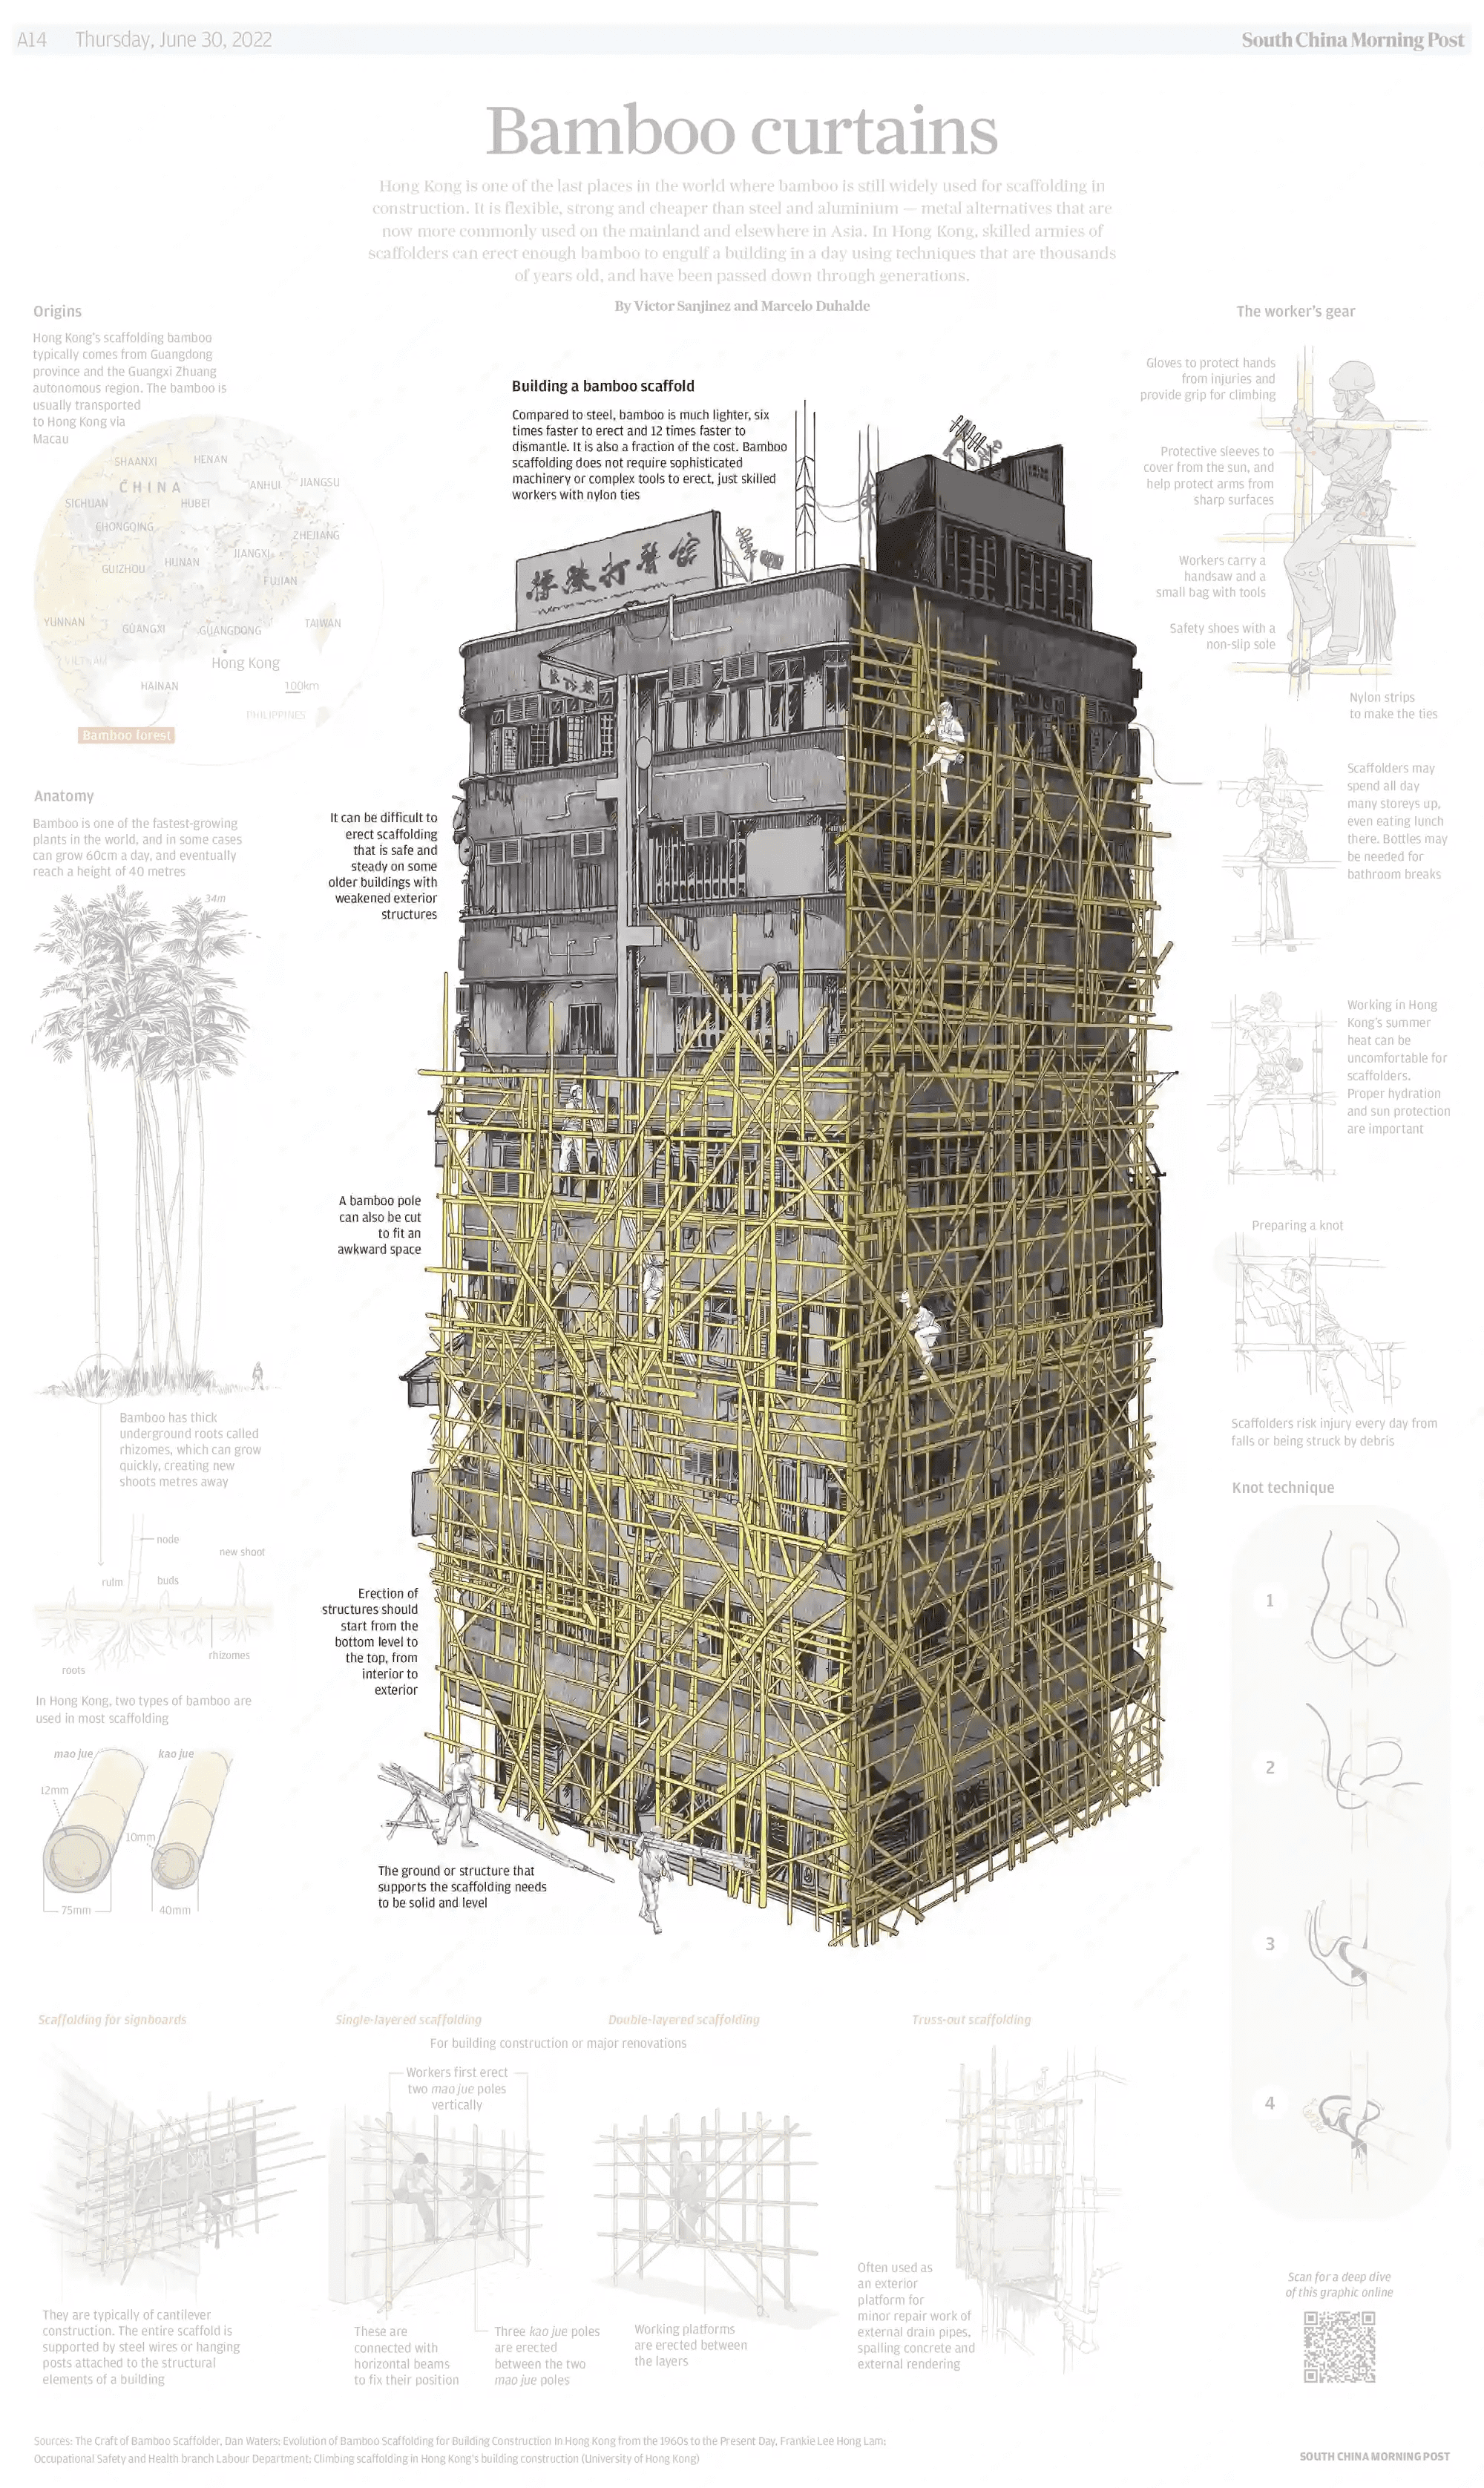 A14 Thursday, June 30, 2022
South China Morning Post
Bamboo curtains
Hong Kong is one of the last places in the world where bamboo is still widely used for scaffolding in
construction. It is flexible, strong and cheaper than steel and aluminium — metal alternatives that are
now more commonly used on the mainland and elsewhere in Asia. In Hong Kong, skilled armies of
scaffolders can erect enough bamboo to engulf a building in a day using techniques that are thousands
of years old, and have been passed down through generations.
By Victor Sanjinez and Marcelo Duhalde
Origins
Hong Kong's scaffolding bamboo
typically comes from Guangdong
province and the Guangxi Zhuang
autonomous region. The bamboo is
usually transported
to Hong Kong via
Macau
SHAANXI
HENAN
CHINA
ANHUI
JIANGSU
SICHUAN
HUBEI
CHONGQING
ZHEJIANG
JIANGXI
HUNAN
GUIZHOU
FUJIAN
YUNNAN
GUANGXI
GUANGDONG
TAIWAN
VIETNAM
Hong Kong
HAINAN
100km
PHILIPPINES
Bamboo forest
Anatomy
Bamboo is one of the fastest-growing
plants in the world, and in some cases
can grow 60cm a day, and eventually
reach a height of 40 metres
34m
Bamboo has thick
underground roots called
rhizomes, which can grow
quickly, creating new
shoots metres away
node
new shoot
rulm
buds
rhizomes
roots
In Hong Kong, two types of bamboo are
used in most scaffolding
mao jue
kao jue
12mm
10mm
75mm
40mm
Building a bamboo scaffold
Compared to steel, bamboo is much lighter, six
times faster to erect and 12 times faster to
dismantle. It is also a fraction of the cost. Bamboo
scaffolding does not require sophisticated
machinery or complex tools to erect, just skilled
workers with nylon ties
It can be difficult to
erect scaffolding
that is safe and
steady on some
older buildings with
weakened exterior
structures
A bamboo pole
can also be cut
to fit an
awkward space
Erection of
structures should
start from the
bottom level to
the top, from
interior to
exterior
The ground or structure that
supports the scaffolding needs
to be solid and level
The worker's gear
Gloves to protect hands
from injuries and
provide grip for climbing
Protective sleeves to
cover from the sun, and
help protect arms from
sharp surfaces
Workers carry a
handsaw and a
small bag with tools
Safety shoes with a
non-slip sole
Nylon strips
to make the ties
Scaffolders may
spend all day
many storeys up,
even eating lunch
there. Bottles may
be needed for
bathroom breaks
Working in Hong
Kong's summer
heat can be
uncomfortable for
scaffolders.
Proper hydration
and sun protection
are important
Preparing a knot
Scaffolders risk injury every day from
falls or being struck by debris
Knot technique
1
2
3
4
Scaffolding for signboards
They are typically of cantilever
construction. The entire scaffold is
supported by steel wires or hanging
posts attached to the structural
elements of a building
Single-layered scaffolding
Double-layered scaffolding
For building construction or major renovations
Workers first erect
two mao jue poles
vertically
These are
connected with
horizontal beams
to fix their position
Three kao jue poles
are erected
between the two
mao jue poles
Working platforms
are erected between
the layers
Truss-out scaffolding
Often used as
an exterior
platform for
minor repair work of
external drain pipes,
spalling concrete and
external rendering
Scan for a deep dive
of this graphic online
Sources: The Craft of Bamboo Scaffolder, Dan Waters; Evolution of Bamboo Scaffolding for Building Construction In Hong Kong from the 1960s to the Present Day, Frankie Lee Hong Lam;
Occupational Safety and Health branch Labour Department; Climbing scaffolding in Hong Kong's building construction (University of Hong Kong)
SOUTH CHINA MORNING POST